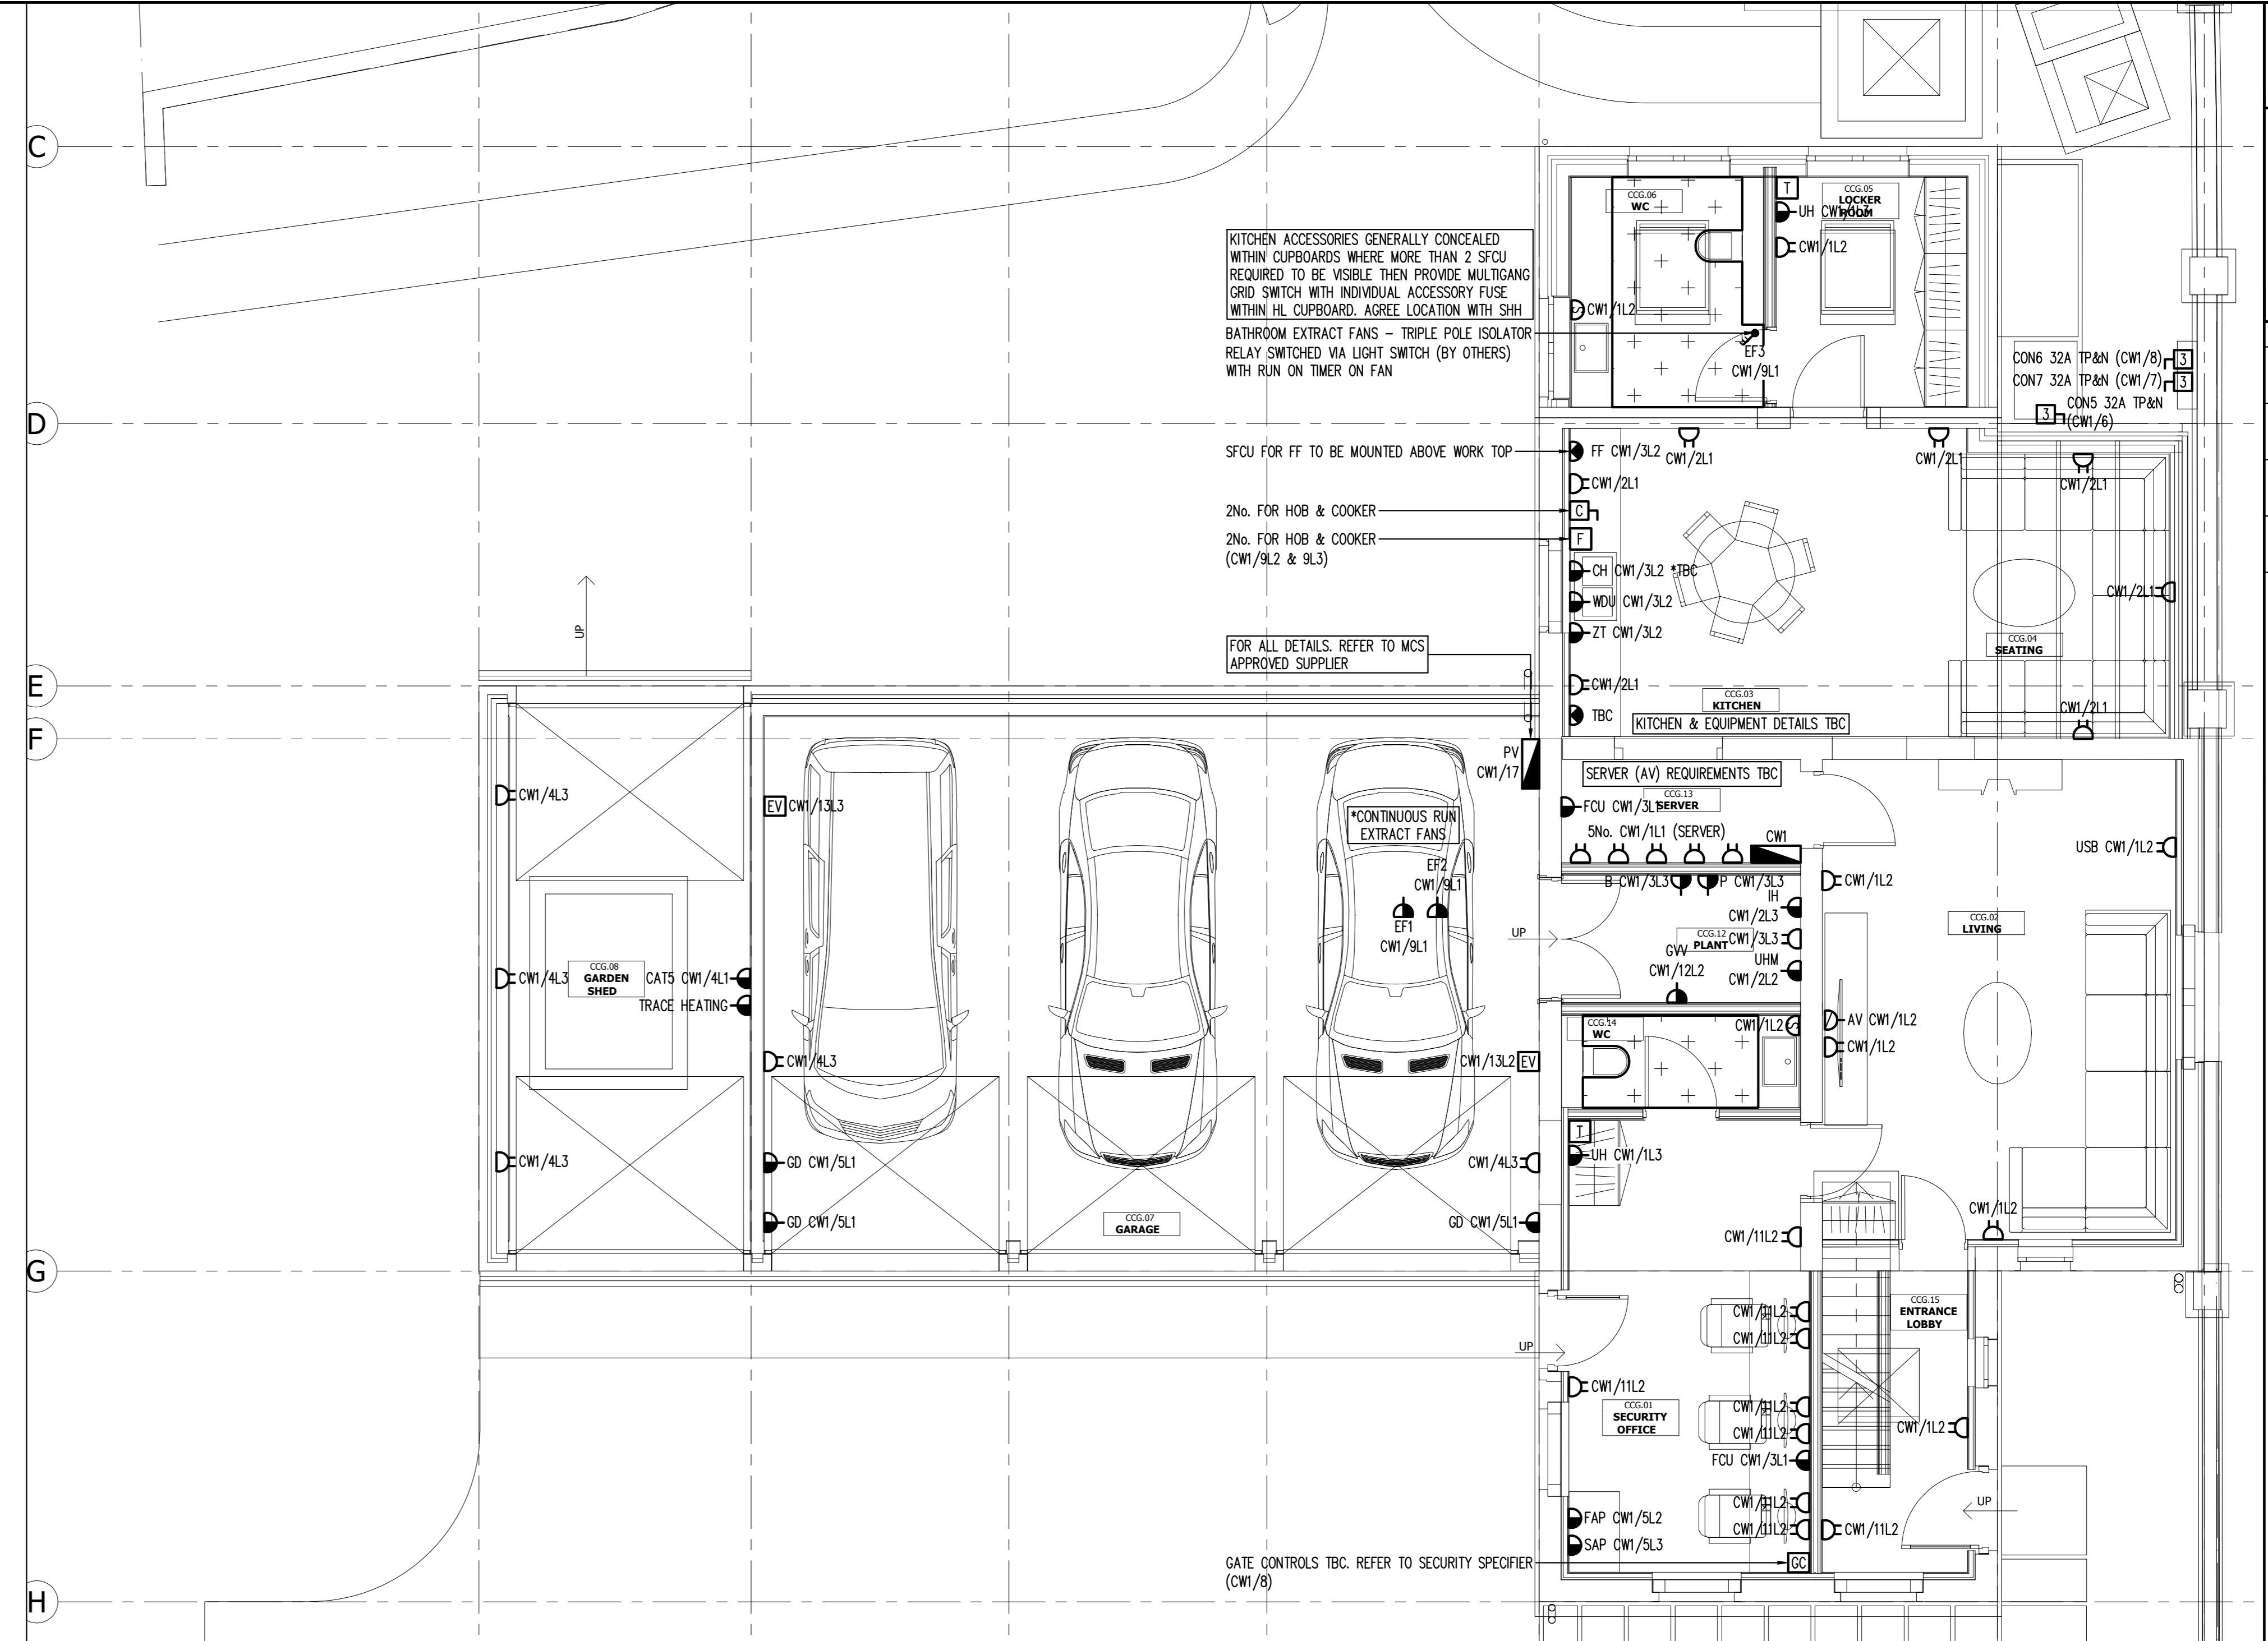 C
D
E
F
G
H
KITCHEN ACCESSORIES GENERALLY CONCEALED
WITHIN CUPBOARDS WHERE MORE THAN 2 SFCU
REQUIRED TO BE VISIBLE THEN PROVIDE MULTIGANG
GRID SWITCH WITH INDIVIDUAL ACCESSORY FUSE
WITHIN HL CUPBOARD. AGREE LOCATION WITH SHH
BATHROOM EXTRACT FANS – TRIPLE POLE ISOLATOR
RELAY SWITCHED VIA LIGHT SWITCH (BY OTHERS)
WITH RUN ON TIMER ON FAN
CCG.06
WC
T
CCG.05
LOCKER
ROOM
UH CW1/1L3
CW1/1L2
S
CW1/1L2
EF3
CW1/9L1
CON6 32A TP&N (CW1/8)
3
CON7 32A TP&N (CW1/7)
3
CON5 32A TP&N
(CW1/6)
3
SFCU FOR FF TO BE MOUNTED ABOVE WORK TOP
FF CW1/3L2
CW1/2L1
CW1/2L1
CW1/2L1
CW1/2L1
2No. FOR HOB & COOKER
C
2No. FOR HOB & COOKER
(CW1/9L2 & 9L3)
F
CH CW1/3L2 *TBC
WDU CW1/3L2
ZT CW1/3L2
CW1/2L1
CCG.04
SEATING
FOR ALL DETAILS. REFER TO MCS
APPROVED SUPPLIER
CW1/2L1
TBC
CCG.03
KITCHEN
KITCHEN & EQUIPMENT DETAILS TBC
CW1/2L1
UP
PV
CW1/17
SERVER (AV) REQUIREMENTS TBC
CCG.13
SERVER
FCU CW1/3L1
5No. CW1/1L1 (SERVER)
CW1
USB CW1/1L2
CW1/4L3
EV CW1/13L3
*CONTINUOUS RUN
EXTRACT FANS
EF2
CW1/9L1
EF1
CW1/9L1
B CW1/3L3
P CW1/3L3
IH
CW1/2L3
CW1/1L2
UP
CCG.12
PLANT
CW1/3L3
GVV
CW1/12L2
UHM
CW1/2L2
CCG.02
LIVING
CW1/4L3
CCG.08
GARDEN
SHED
CAT5 CW1/4L1
TRACE HEATING
CCG.14
WC
CW1/1L2
S
AV CW1/1L2
CW1/1L2
CW1/4L3
CW1/13L2 EV
T
UH CW1/1L3
CW1/4L3
GD CW1/5L1
CW1/4L3
GD CW1/5L1
CCG.07
GARAGE
GD CW1/5L1
CW1/11L2
CW1/1L2
UP
CW1/11L2
CW1/11L2
CCG.15
ENTRANCE
LOBBY
CW1/11L2
CCG.01
SECURITY
OFFICE
CW1/11L2
CW1/11L2
FCU CW1/3L1
CW1/1L2
CW1/11L2
CW1/11L2
CW1/11L2
UP
FAP CW1/5L2
SAP CW1/5L3
GATE CONTROLS TBC. REFER TO SECURITY SPECIFIER
(CW1/8)
GC